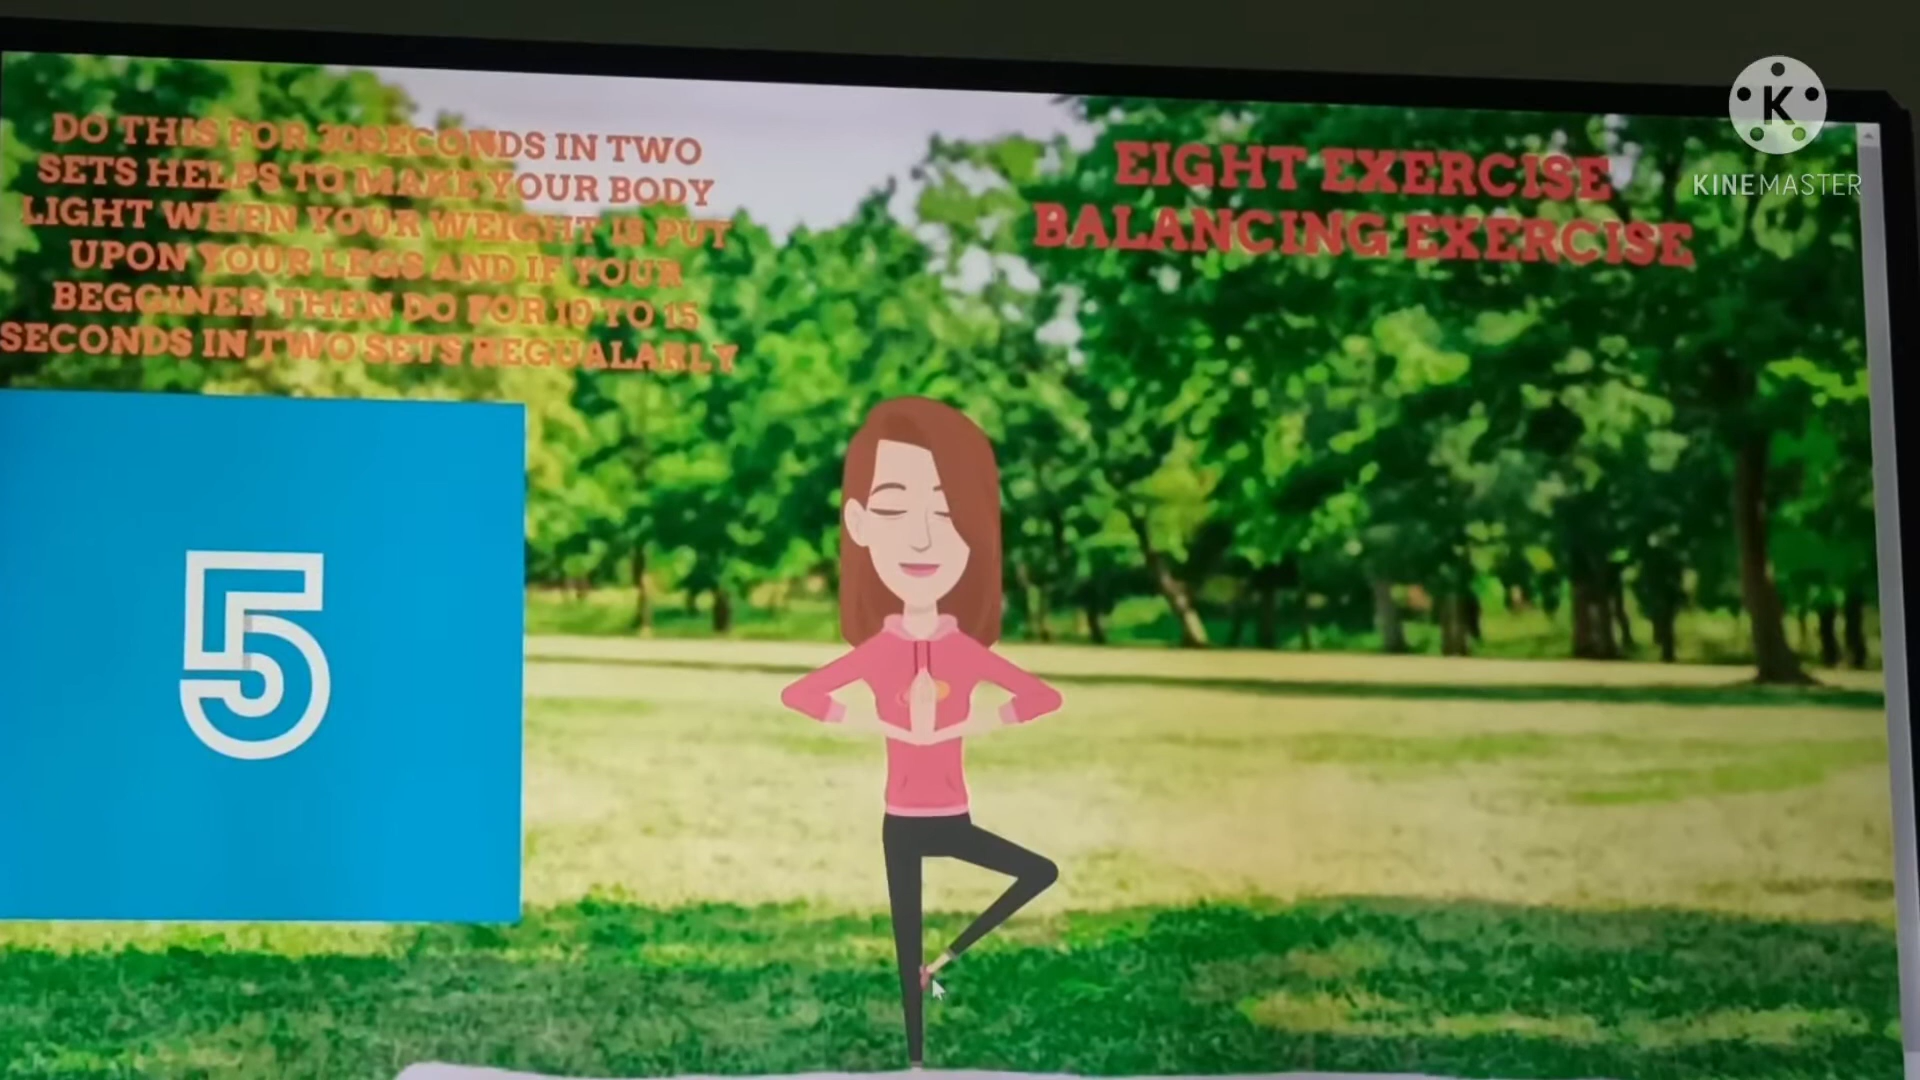 DO THIS FOR 30SECONDS IN TWO
SETS HELPS TO MAKE YOUR BODY
LIGHT WHEN YOUR WEIGHT IS PUT
UPON YOUR LEGS AND IF YOUR
BEGGINER THEN DO FOR 10 TO 15
SECONDS IN TWO SETS REGUALARLY
EIGHT EXERCISE
BALANCING EXERCISE
K
KINEMASTER
5